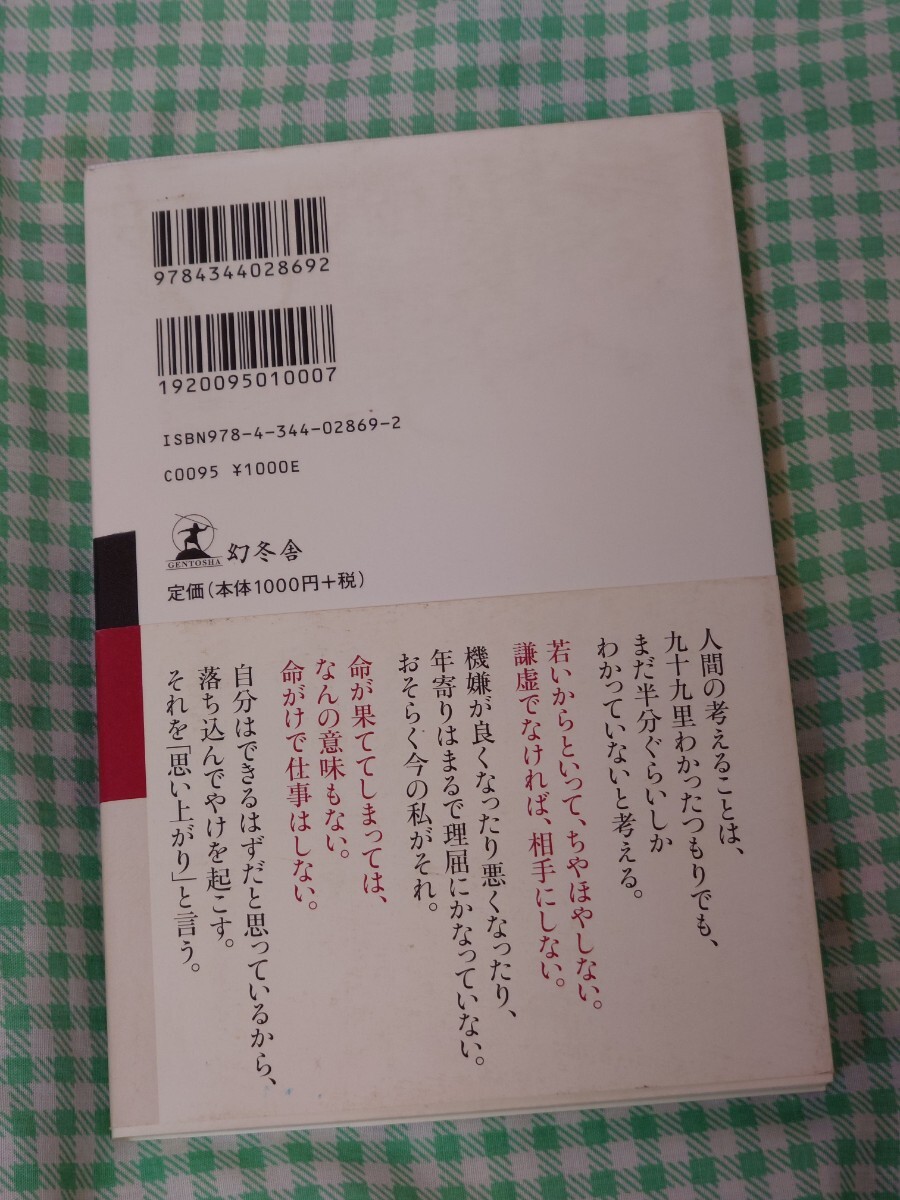 9784344028692
1920095010007
ISBN978-4-344-02869-2
C0095 ¥1000E
GENTOSHA
幻冬舎
定価(本体1000円+税)
人間の考えることは、
九十九里わかったつもりでも、
まだ半分ぐらいしか
わかっていないと考える。
若いからといって、ちやほやしない。
謙虚でなければ、相手にしない。
機嫌が良くなったり悪くなったり、
年寄りはまるで理屈にかなっていない。
おそらく今の私がそれ。
命が果ててしまっては、
なんの意味もない。
命がけで仕事はしない。
自分はできるはずだと思っているから、
落ち込んでやけを起こす。
それを「思い上がり」と言う。